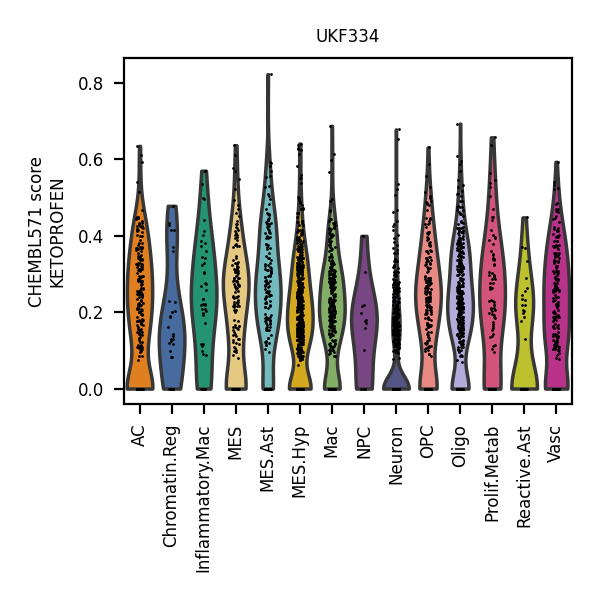 UKF334
CHEMBL571 score
KETOPROFEN
0.8
0.6
0.4
0.2
0.0
AC
Chromatin.Reg
Inflammatory.Mac
MES
MES.Ast
MES.Hyp
Mac
NPC
Neuron
OPC
Oligo
Prolif.Metab
Reactive.Ast
Vasc